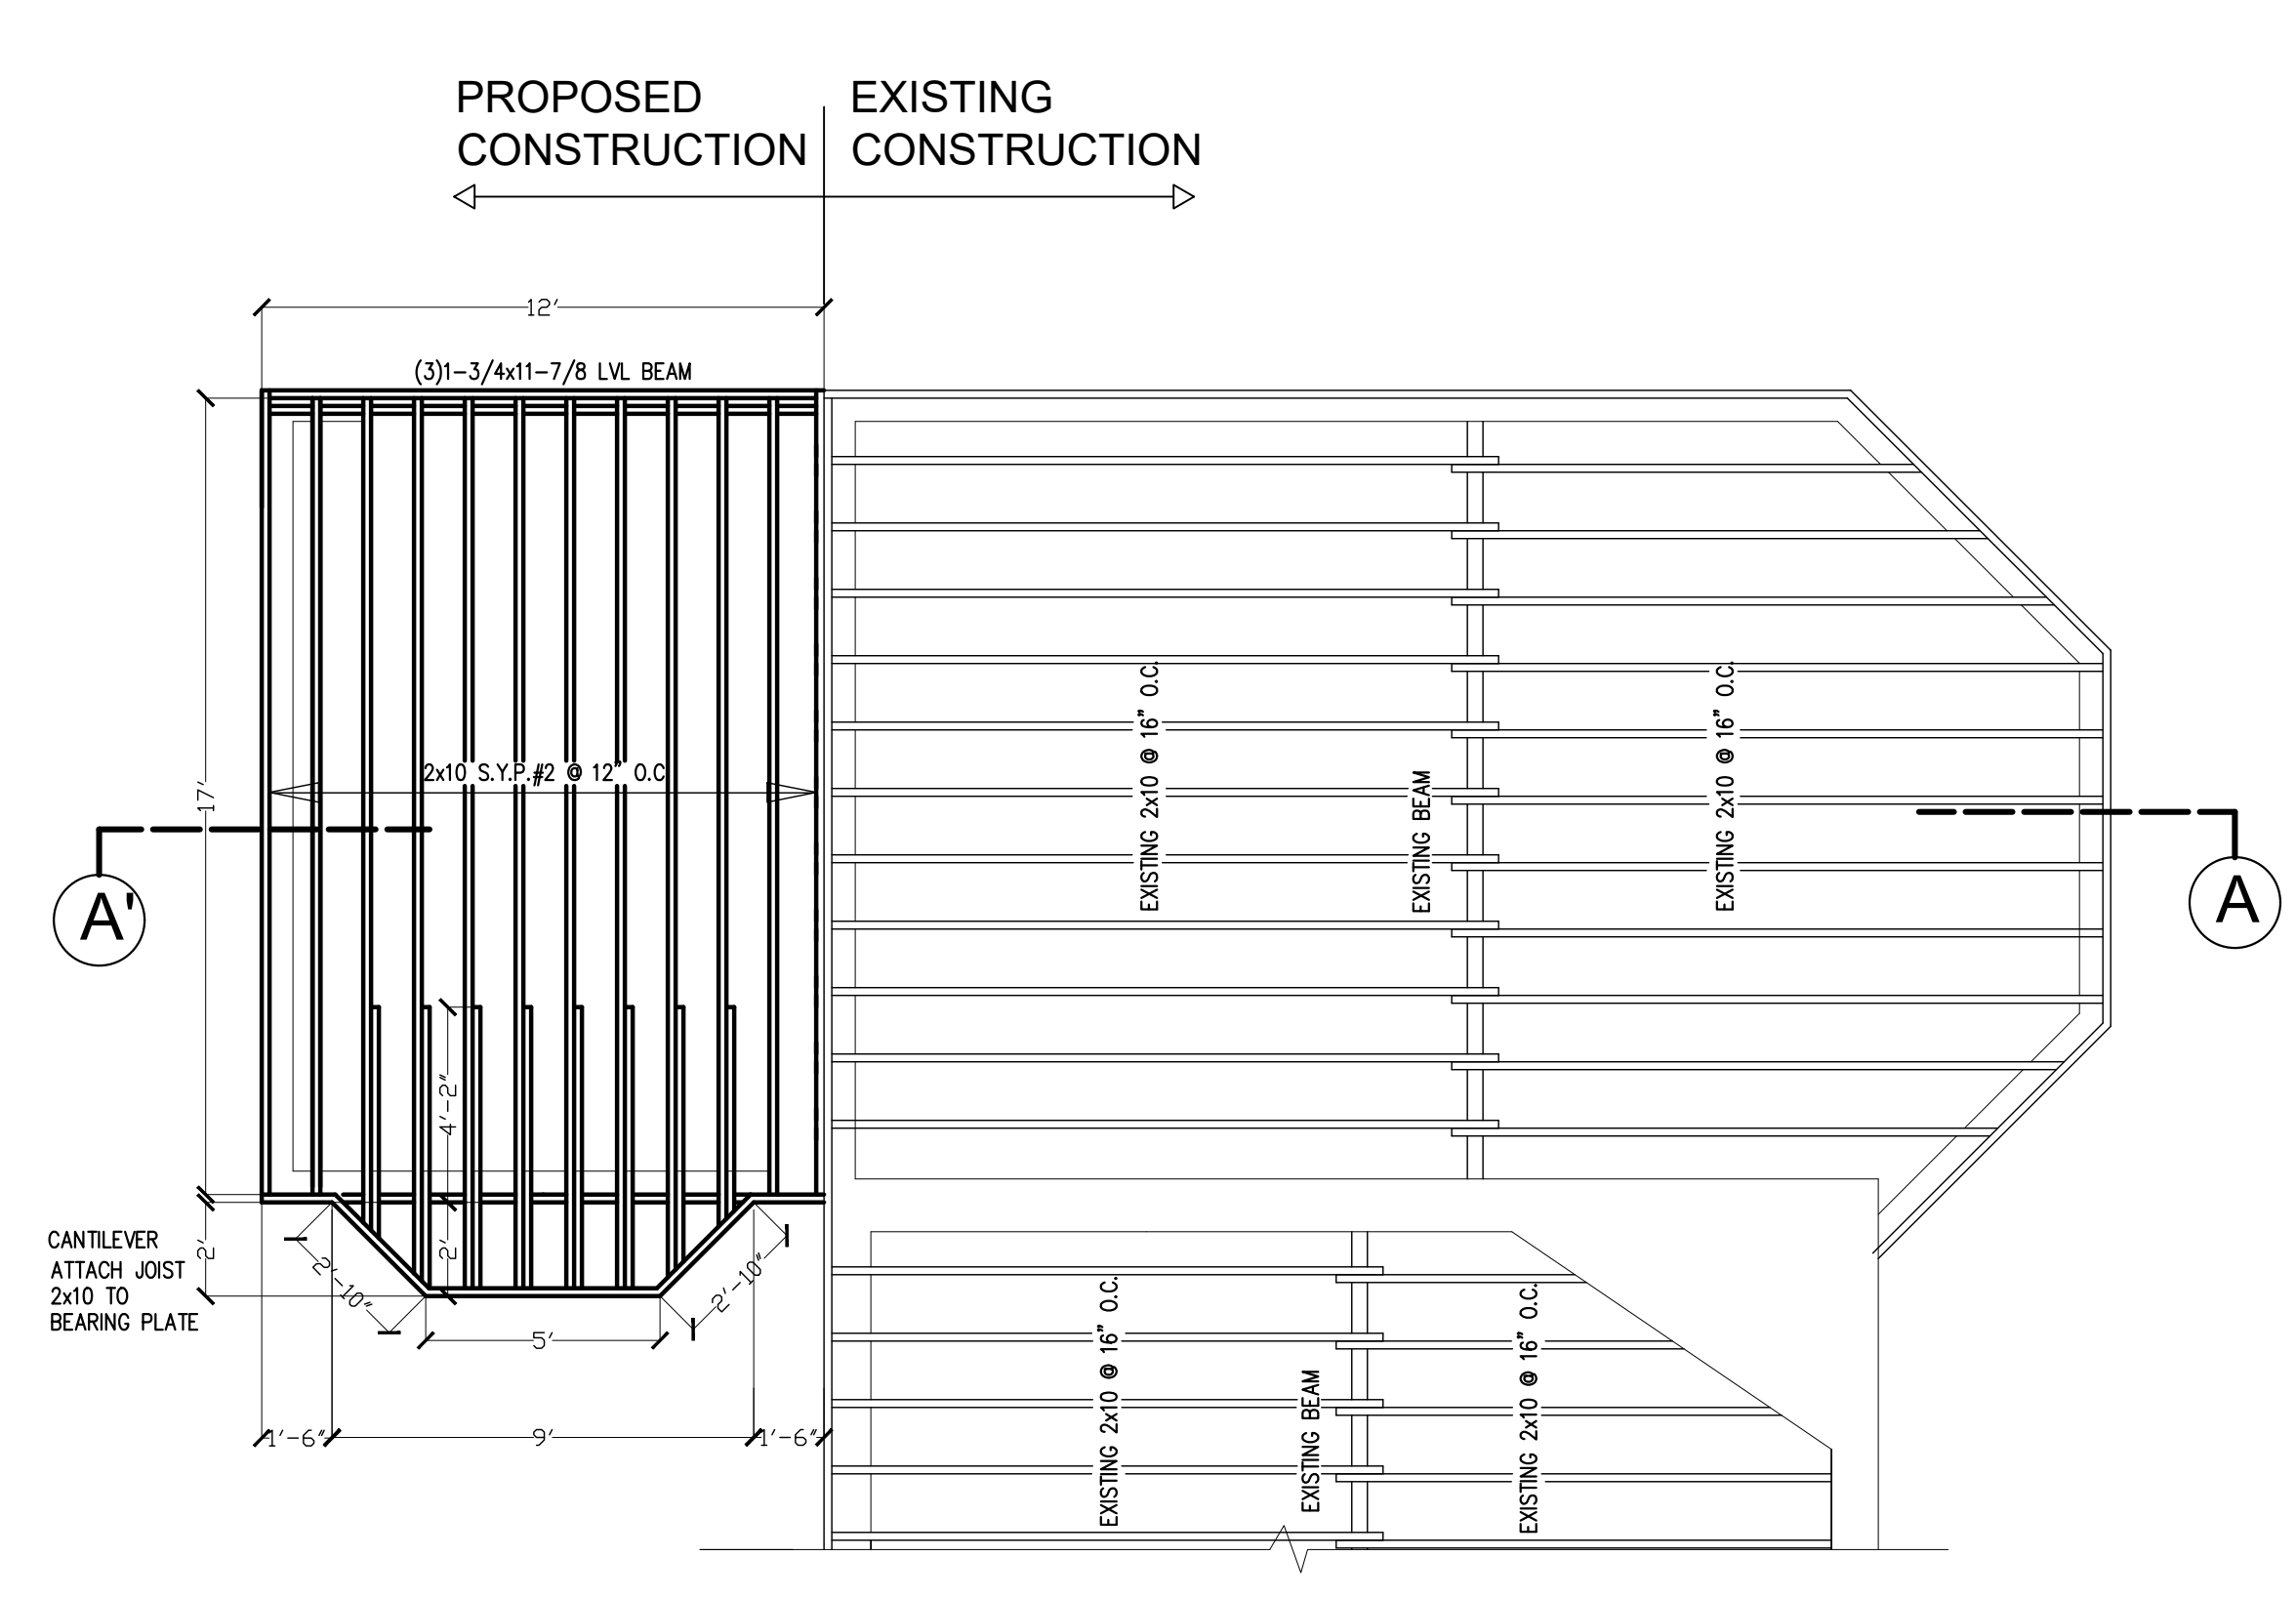 PROPOSED
CONSTRUCTION
EXISTING
CONSTRUCTION
12'
(3)1-3/4x11-7/8 LVL BEAM
17'
2x10 S.Y.P.#2 @ 12" O.C
EXISTING 2x10 @ 16" O.C.
EXISTING BEAM
EXISTING 2x10 @ 16" O.C.
A'
A
4'-2"
2'
2'
CANTILEVER
ATTACH JOIST
2x10 TO
BEARING PLATE
2'-10"
2'-10"
5'
1'-6"
9'
1'-6"
EXISTING 2x10 @ 16" O.C.
EXISTING BEAM
EXISTING 2x10 @ 16" O.C.